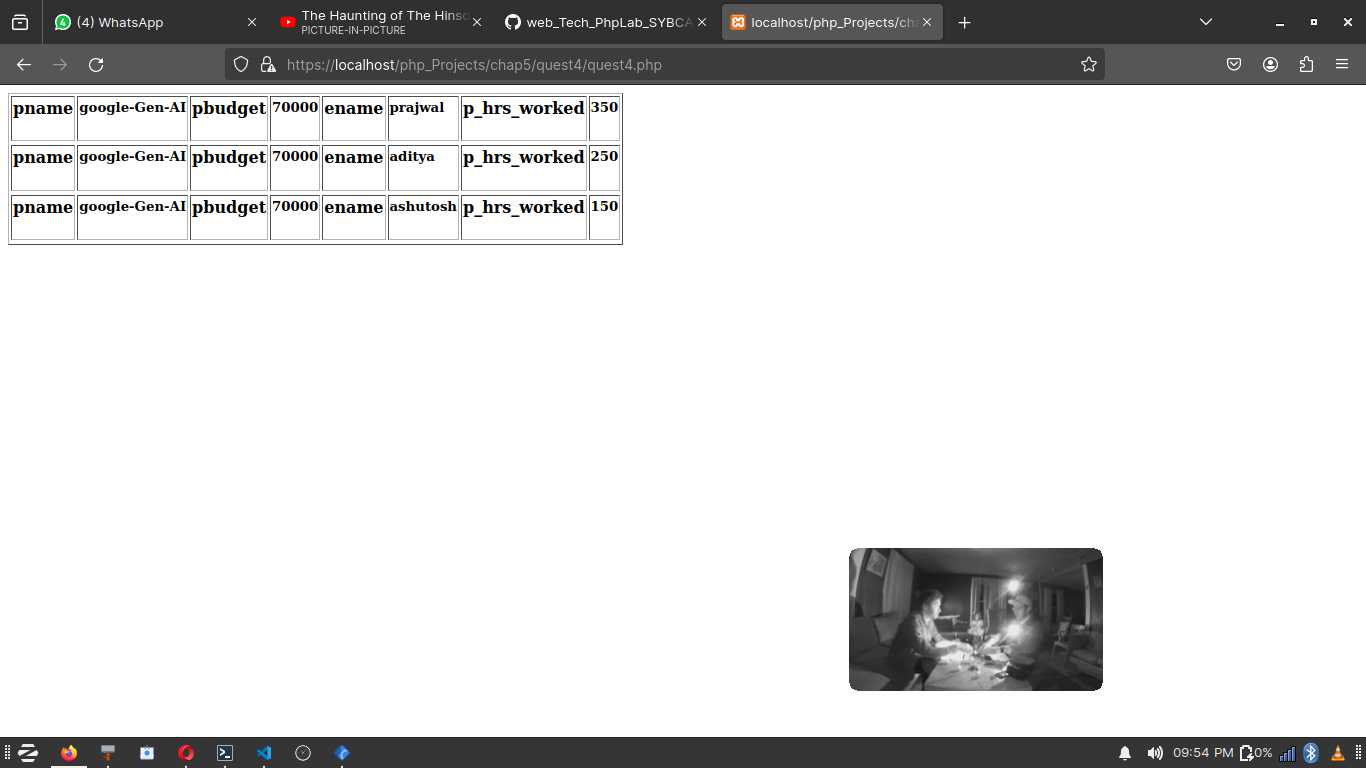 (4) WhatsApp
The Haunting of The Hinsd
PICTURE-IN-PICTURE
web_Tech_PhpLab_SYBCA
localhost/php_Projects/cha
https://localhost/php_Projects/chap5/quest4/quest4.php
pname google-Gen-AI pbudget 70000 ename prajwal p_hrs_worked 350
pname google-Gen-AI pbudget 70000 ename aditya p_hrs_worked 250
pname google-Gen-AI pbudget 70000 ename ashutosh p_hrs_worked 150
09:54 PM 0%